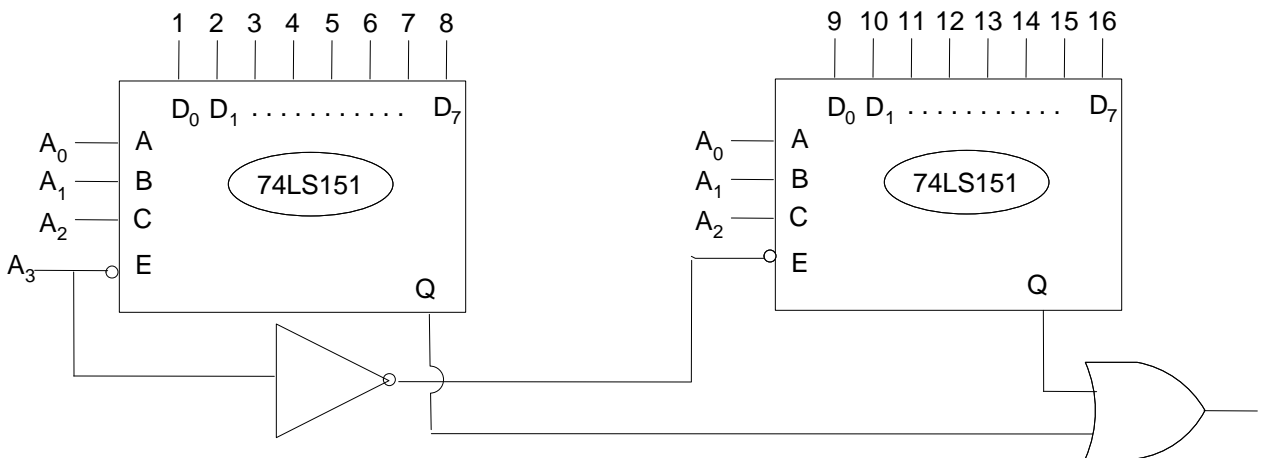 1 2 3 4 5 6 7 8 9 10 11 12 13 14 15 16
D0 D1 . . . . . . . . . . . D7 D0 D1 . . . . . . . . . . . D7
A0 A A0 A
74LS151 74LS151
A1 B A1 B
A2 C A2 C
A3 E E
Q Q